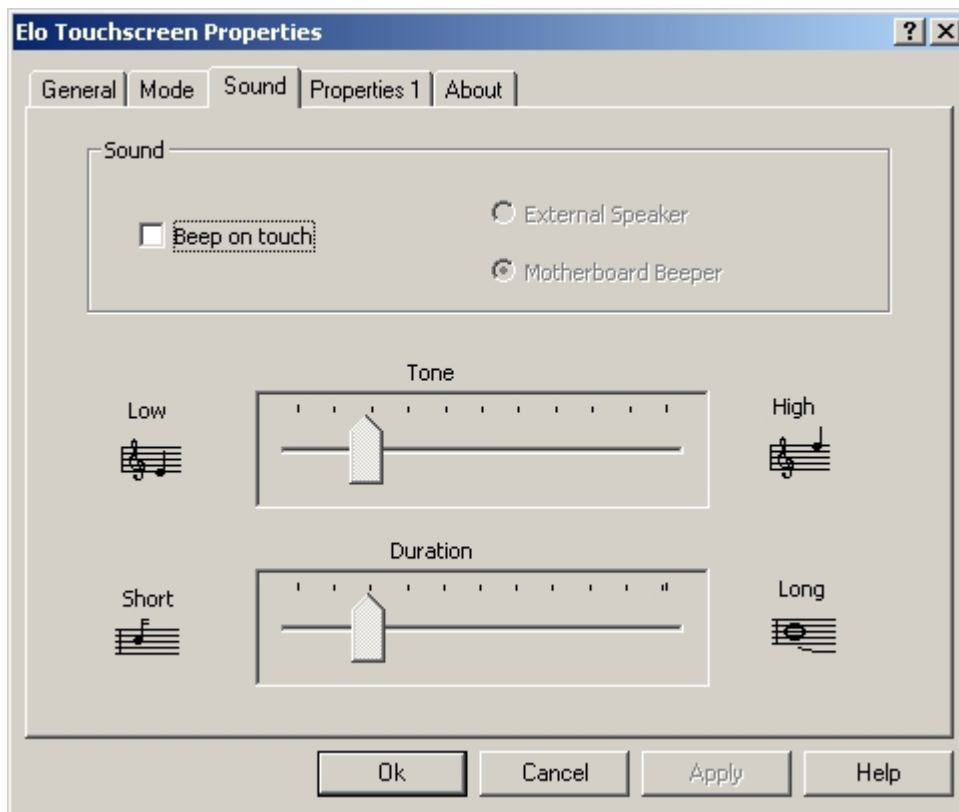 Elo Touchscreen Properties
General Mode Sound Properties 1 About
Sound
Beep on touch
External Speaker
Motherboard Beeper
Tone
Low
High
Duration
Short
Long
Ok Cancel Apply Help